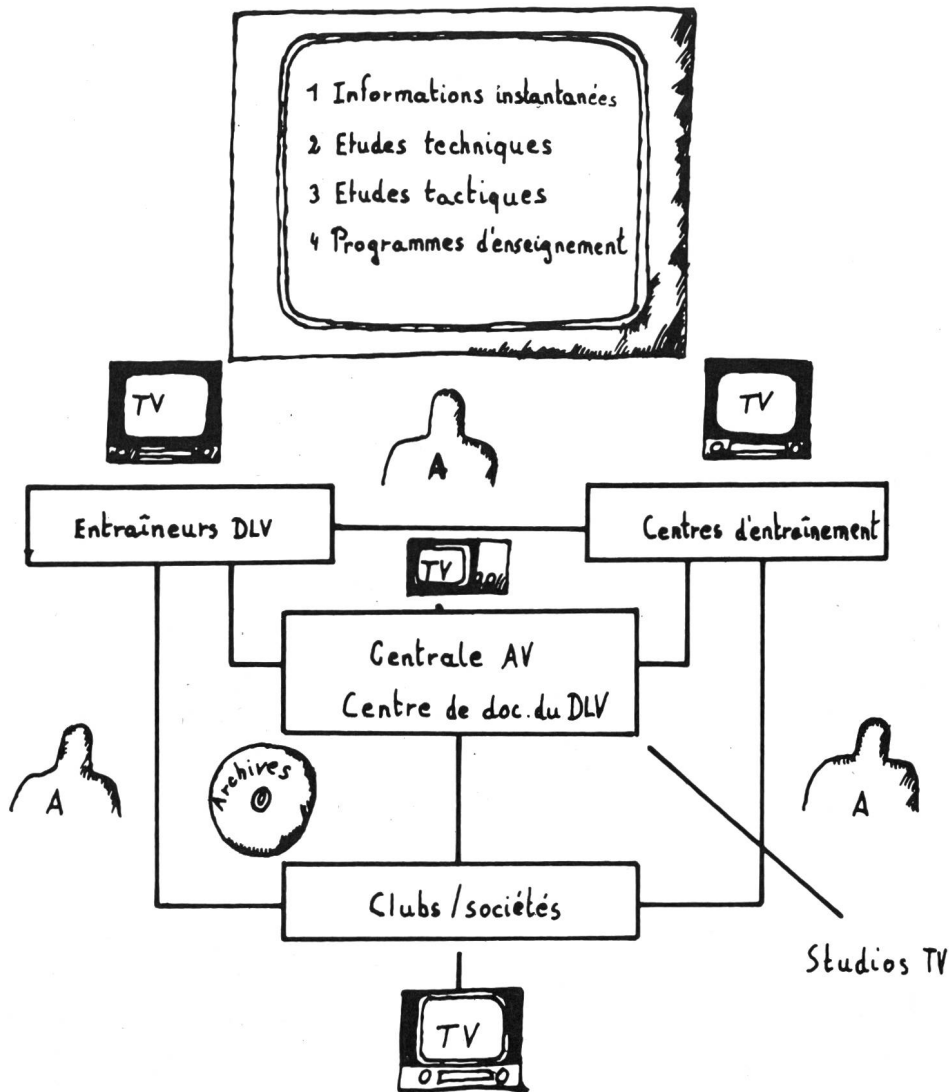 1 Informations instantanées
2 Etudes techniques
3 Etudes tactiques
4 Programmes d'enseignement
TV
TV
A
Entraîneurs DLV
Centres d'entraînement
TV
Centrale AV
Centre de doc. du DLV
A
Archives
A
Clubs / sociétés
Studios TV
TV